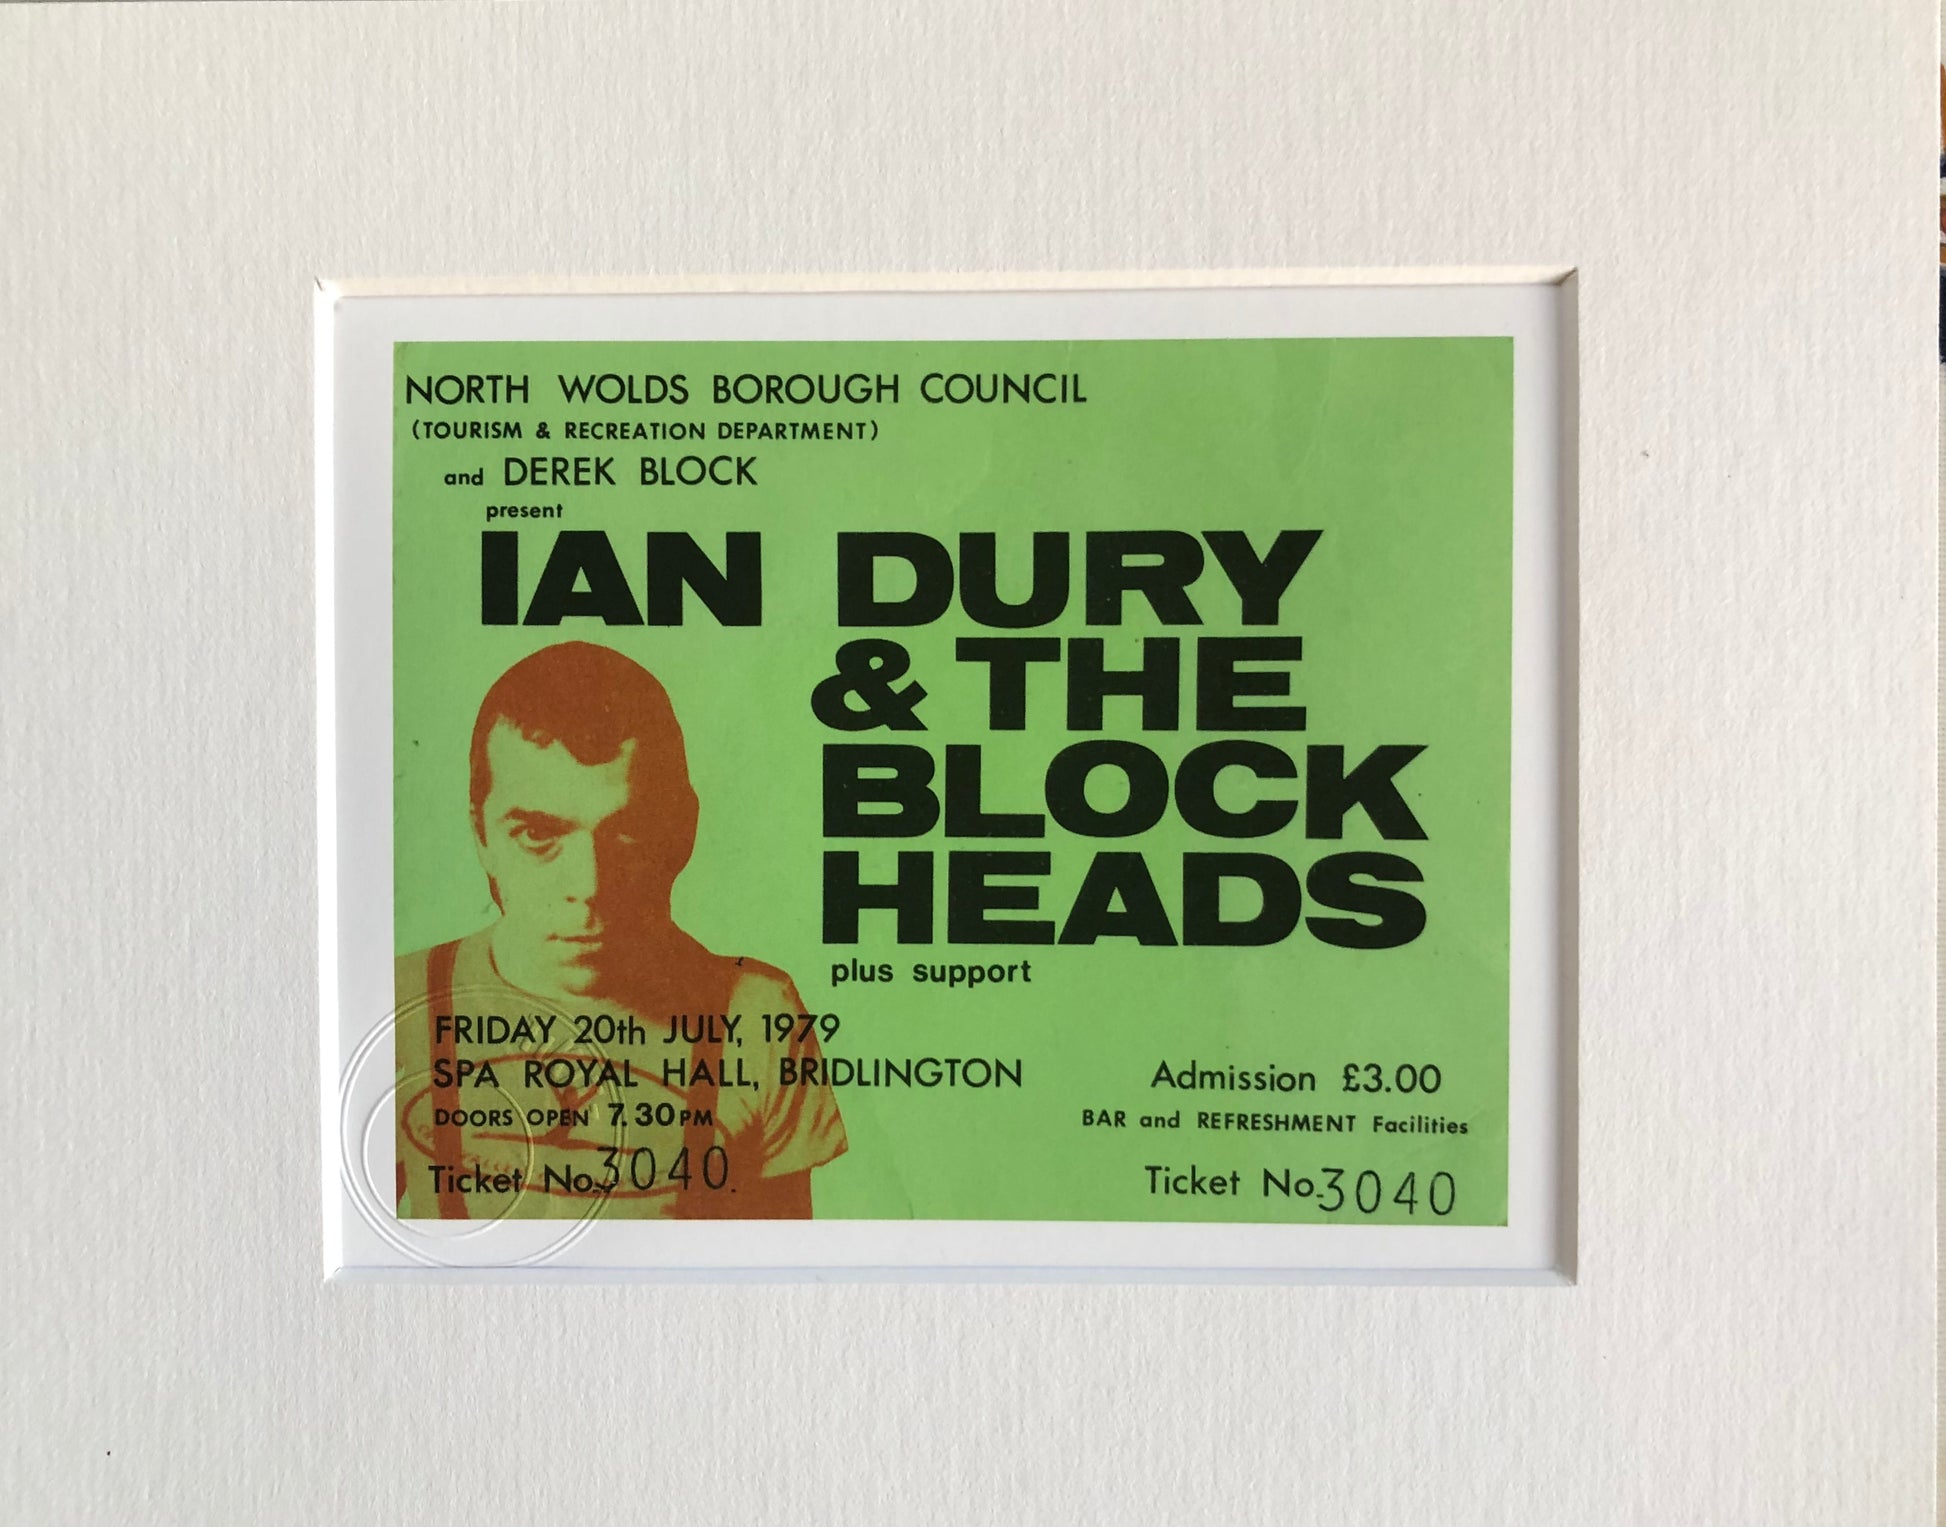 NORTH WOLDS BOROUGH COUNCIL
(TOURISM & RECREATION DEPARTMENT)
and DEREK BLOCK
present
IAN DURY
& THE
BLOCK
HEADS
plus support
FRIDAY 20th JULY, 1979
SPA ROYAL HALL, BRIDLINGTON
DOORS OPEN 7.30PM
Ticket No. 3040.
Admission £3.00
BAR and REFRESHMENT Facilities
Ticket No. 3040